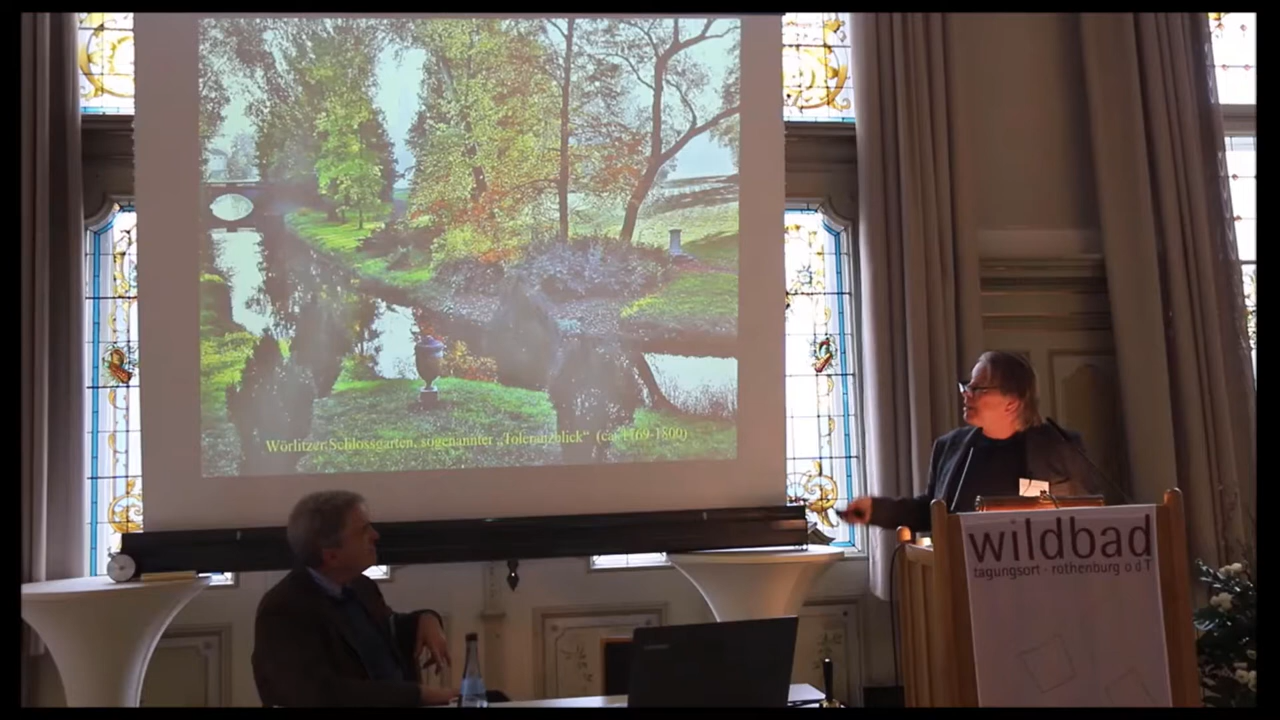 Wörlitzer Schlossgarten, sogenannter „Toleranzblick“ (ca. 1769-1800)
wildbad
tagungsort · rothenburg o d T